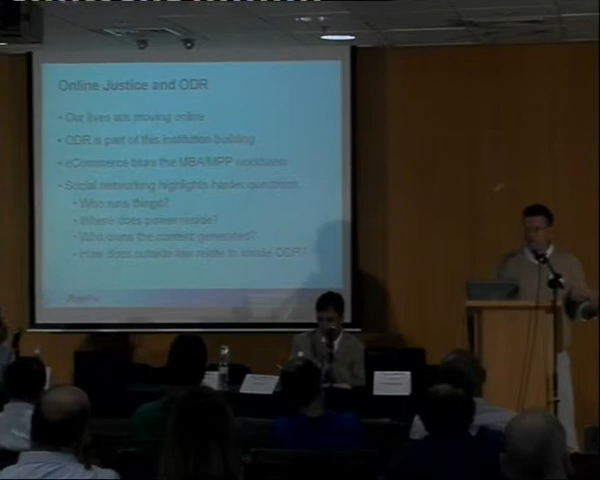 Online Justice and ODR
• Our lives are moving online
• ODR is part of this institution building
• eCommerce blurs the MBA/MPP worldview
• Social networking highlights harder questions
• Who runs things?
• Where does power reside?
• Who owns the content generated?
• How does outside law relate to inside ODR?